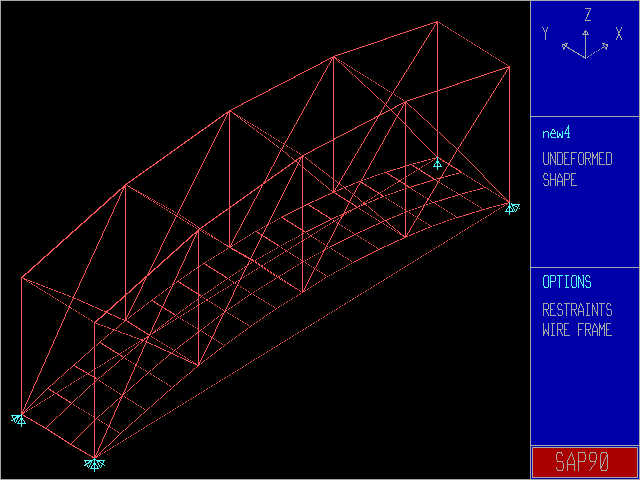 Z
Y X
new4
UNDEFORMED
SHAPE
OPTIONS
RESTRAINTS
WIRE FRAME
SAP90